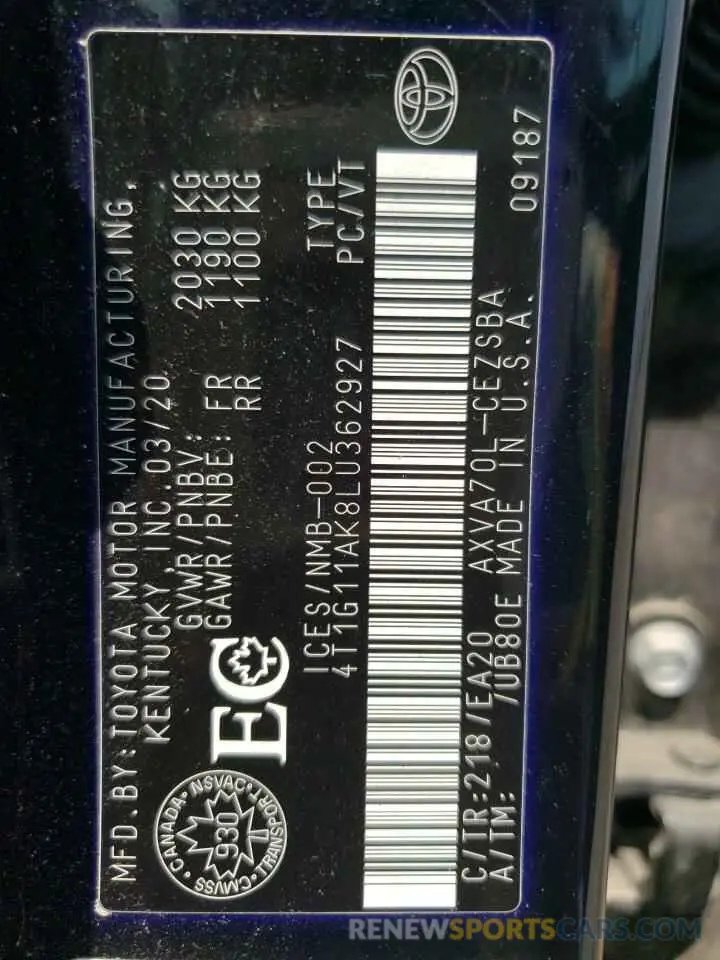 MFD. BY: TOYOTA MOTOR MANUFACTURING,
KENTUCKY, INC. 03/20
GVWR/PNBV: 2030 KG
GAWR/PNBE: FR 1190 KG
RR 1100 KG
EC
CANADA • NSVAC • TRANSPORT • CMVSS •
930
ICES/NMB-002 TYPE
4T1G11AK8LU362927 PC/VT
C/TR: 218/EA20 AXVA70L-CEZSBA
A/TM: /UB80E MADE IN U.S.A. 09187
RENEWSPORTSCARS.COM